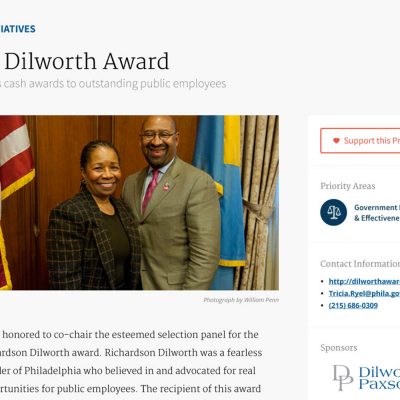 IATIVES
Dilworth Award
s cash awards to outstanding public employees
Photograph by William Penn
honored to co-chair the esteemed selection panel for the
ardson Dilworth award. Richardson Dilworth was a fearless
der of Philadelphia who believed in and advocated for real
rtunities for public employees. The recipient of this award
Support this Pr
Priority Areas
Government
& Effectivene
Contact Information
http://dilworthawar
Tricia.Ryel@phila.go
(215) 686-0309
Sponsors
DP
Dilwo
Paxso